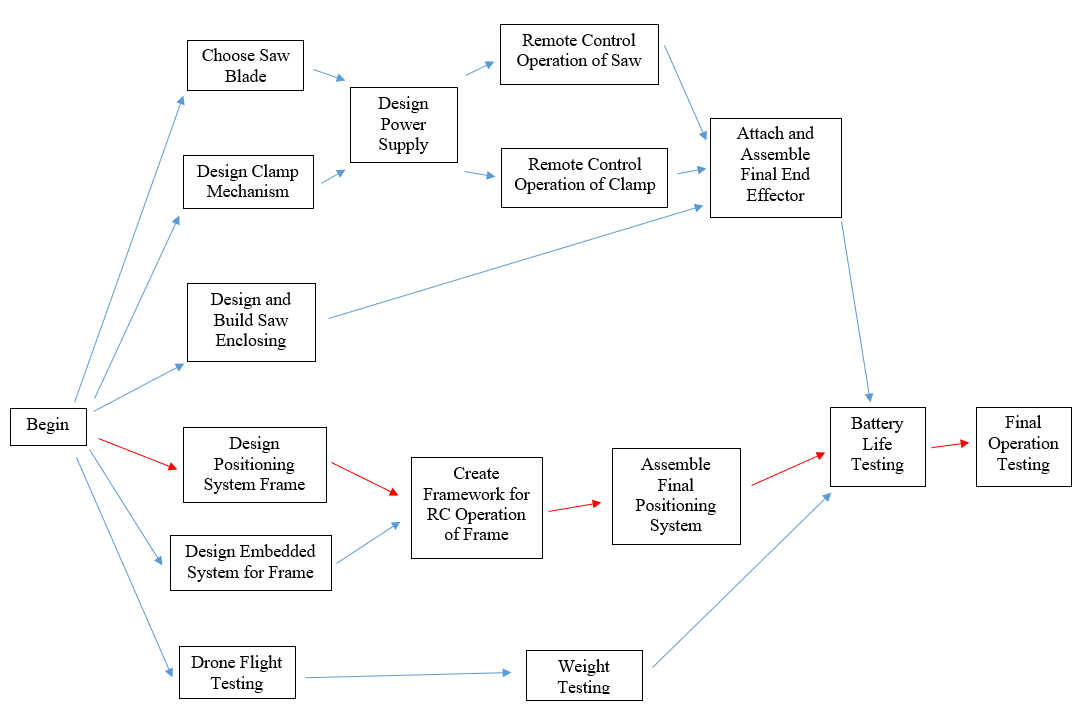 Choose Saw
Blade
Design
Power
Supply
Remote Control
Operation of Saw
Design Clamp
Mechanism
Remote Control
Operation of Clamp
Attach and
Assemble
Final End
Effector
Design and
Build Saw
Enclosing
Begin
Design
Positioning
System Frame
Design Embedded
System for Frame
Create
Framework for
RC Operation
of Frame
Assemble
Final
Positioning
System
Battery
Life
Testing
Final
Operation
Testing
Drone Flight
Testing
Weight
Testing